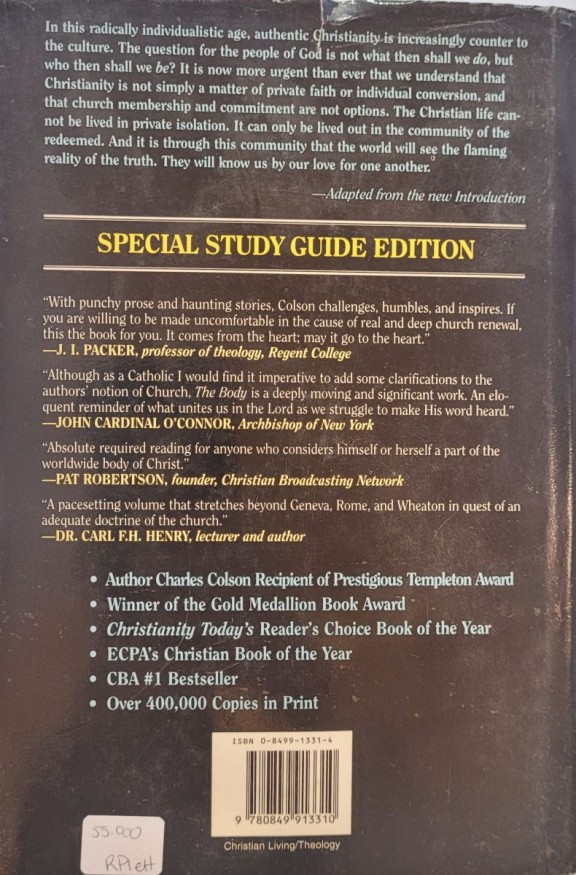 In this radically individualistic age, authentic Christianity is increasingly counter to
the culture. The question for the people of God is not what then shall we do, but
who then shall we be? It is now more urgent than ever that we understand that
Christianity is not simply a matter of private faith or individual conversion, and
that church membership and commitment are not options. The Christian life can-
not be lived in private isolation. It can only be lived out in the community of the
redeemed. And it is through this community that the world will see the flaming
reality of the truth. They will know us by our love for one another.
—Adapted from the new Introduction
SPECIAL STUDY GUIDE EDITION
“With punchy prose and haunting stories, Colson challenges, humbles, and inspires. If
you are willing to be made uncomfortable in the cause of real and deep church renewal,
this the book for you. It comes from the heart; may it go to the heart.”
—J. I. PACKER, professor of theology, Regent College
“Although as a Catholic I would find it imperative to add some clarifications to the
authors’ notion of Church, The Body is a deeply moving and significant work. An elo-
quent reminder of what unites us in the Lord as we struggle to make His word heard.”
—JOHN CARDINAL O’CONNOR, Archbishop of New York
“Absolute required reading for anyone who considers himself or herself a part of the
worldwide body of Christ.”
—PAT ROBERTSON, founder, Christian Broadcasting Network
“A pacesetting volume that stretches beyond Geneva, Rome, and Wheaton in quest of an
adequate doctrine of the church.”
—DR. CARL F.H. HENRY, lecturer and author
• Author Charles Colson Recipient of Prestigious Templeton Award
• Winner of the Gold Medallion Book Award
• Christianity Today’s Reader’s Choice Book of the Year
• ECPA’s Christian Book of the Year
• CBA #1 Bestseller
• Over 400,000 Copies in Print
ISBN 0-8499-1331-4
9 780849 913310
Christian Living/Theology
55.000